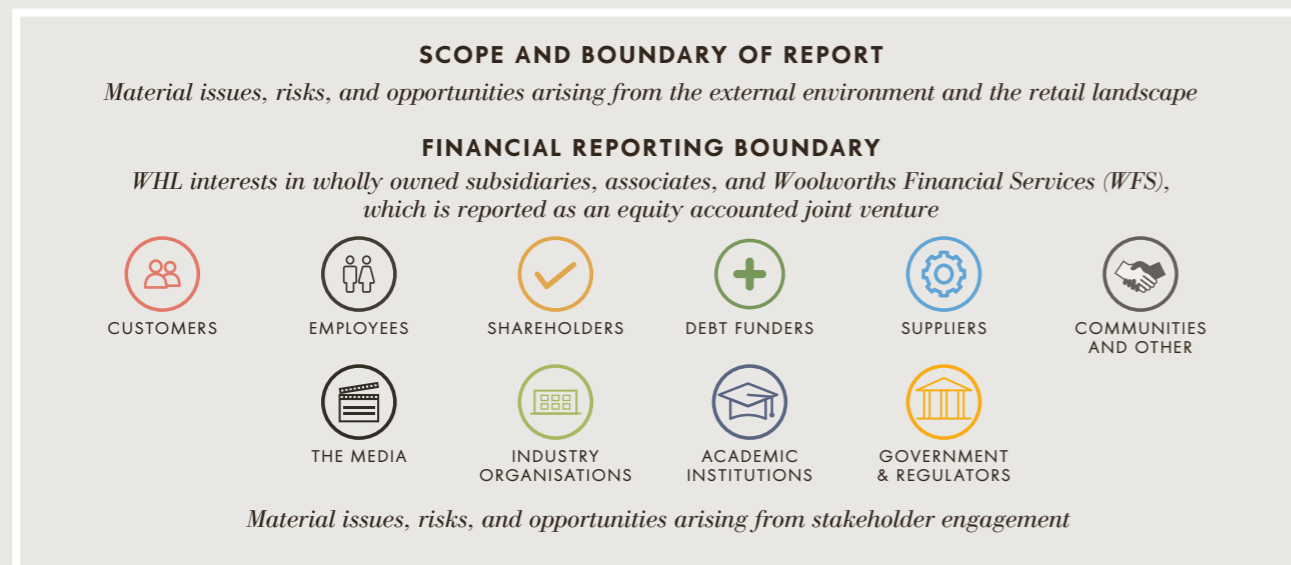 SCOPE AND BOUNDARY OF REPORT
Material issues, risks, and opportunities arising from the external environment and the retail landscape
FINANCIAL REPORTING BOUNDARY
WHL interests in wholly owned subsidiaries, associates, and Woolworths Financial Services (WFS),
which is reported as an equity accounted joint venture
CUSTOMERS
EMPLOYEES
SHAREHOLDERS
DEBT FUNDERS
SUPPLIERS
COMMUNITIES
AND OTHER
THE MEDIA
INDUSTRY
ORGANISATIONS
ACADEMIC
INSTITUTIONS
GOVERNMENT
& REGULATORS
Material issues, risks, and opportunities arising from stakeholder engagement